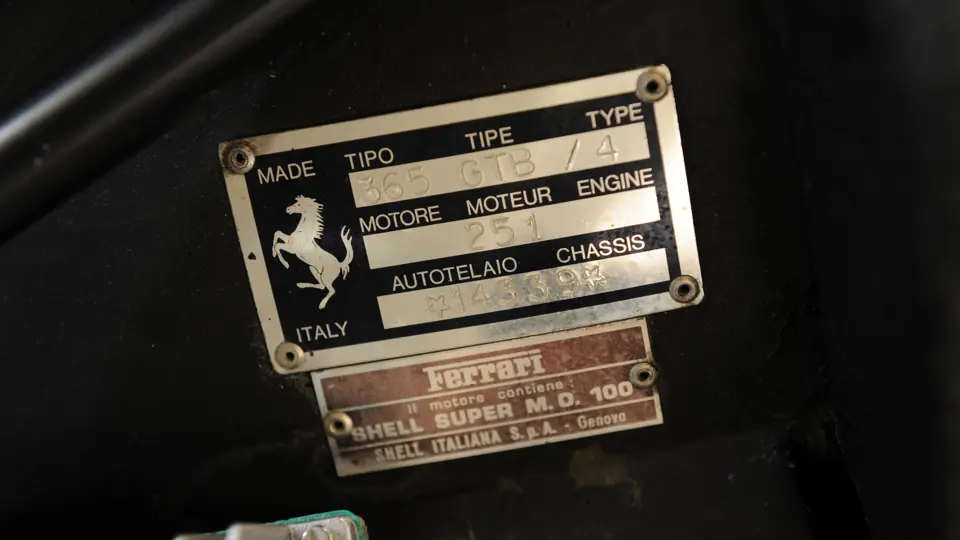 MADE TIPO TIPE TYPE
365 GTB / 4
MOTORE MOTEUR ENGINE
251
AUTOTELAIO CHASSIS
*14339*
ITALY
Ferrari
Il motore contiene:
SHELL SUPER M.O. 100
SHELL ITALIANA S.p.A. - Genova